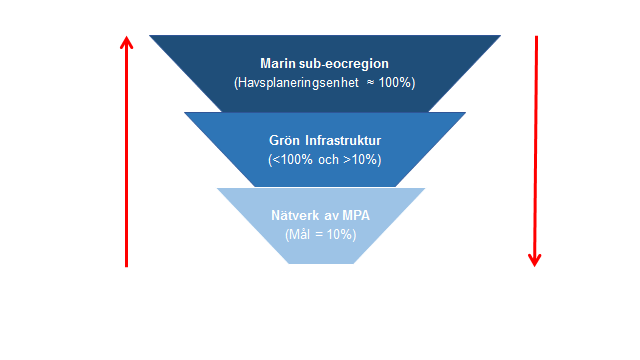 Marin sub-eocregion
(Havsplaneringsenhet ≈ 100%)
Grön Infrastruktur
(<100% och >10%)
Nätverk av MPA
(Mål = 10%)